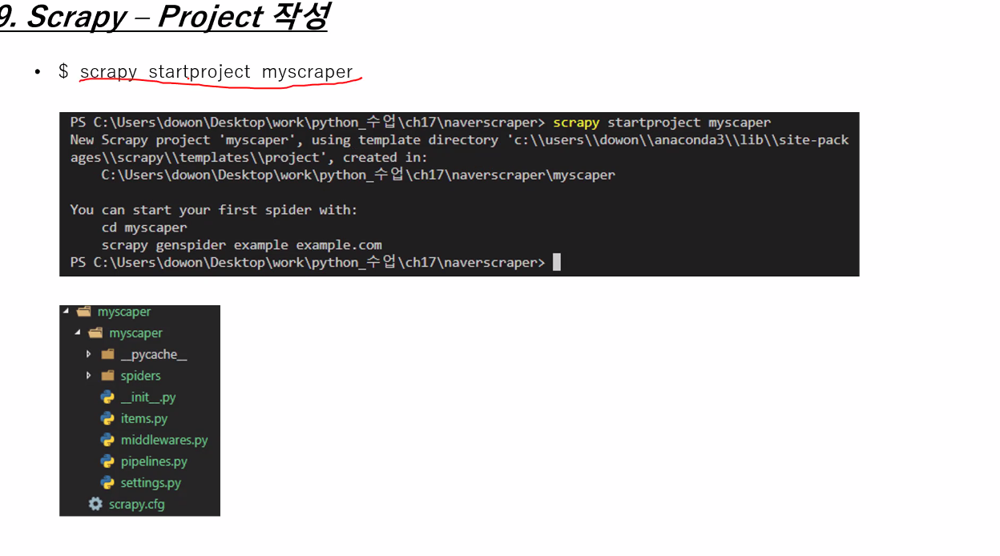 9. Scrapy – Project 작성
• $ scrapy startproject myscraper
PS C:\Users\dowon\Desktop\work\python_수업\ch17\naverscraper> scrapy startproject myscaper
New Scrapy project 'myscaper', using template directory 'c:\\users\\dowon\\anaconda3\\lib\\site-pack
ages\\scrapy\\templates\\project', created in:
C:\Users\dowon\Desktop\work\python_수업\ch17\naverscraper\myscaper
You can start your first spider with:
cd myscaper
scrapy genspider example example.com
PS C:\Users\dowon\Desktop\work\python_수업\ch17\naverscraper>
myscaper
myscaper
__pycache__
spiders
__init__.py
items.py
middlewares.py
pipelines.py
settings.py
scrapy.cfg